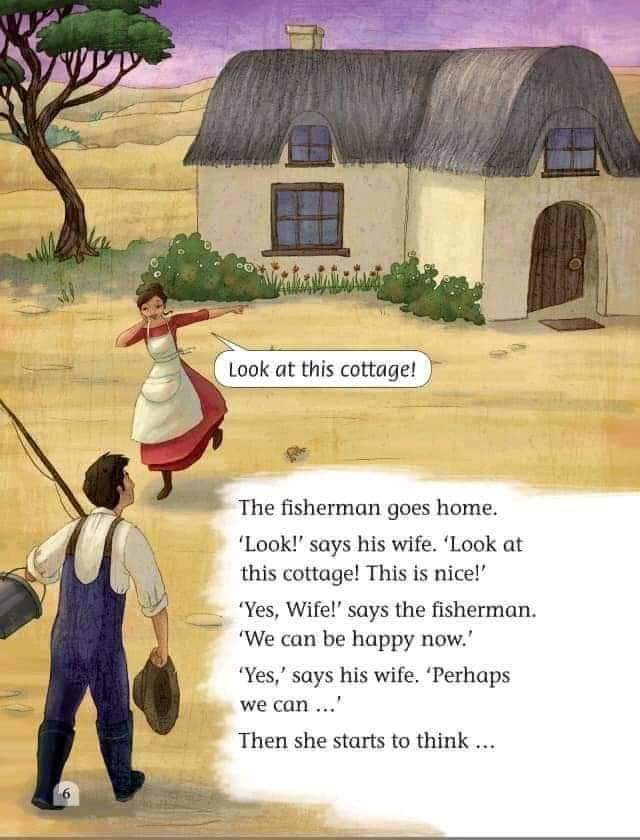 Look at this cottage!
The fisherman goes home.
‘Look!’ says his wife. ‘Look at
this cottage! This is nice!’
‘Yes, Wife!’ says the fisherman.
‘We can be happy now.’
‘Yes,’ says his wife. ‘Perhaps
we can …’
Then she starts to think …
6